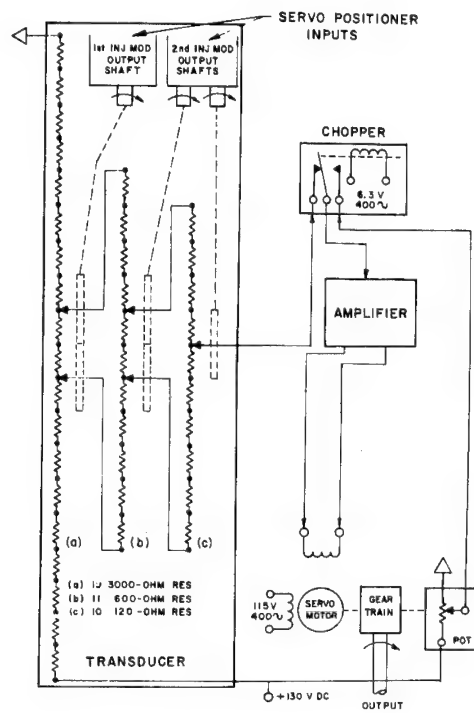 SERVO POSITIONER
INPUTS
1st INJ MOD
OUTPUT
SHAFT
2nd INJ MOD
OUTPUT
SHAFTS
CHOPPER
6.3 V
400~
AMPLIFIER
(a)
(b)
(c)
(a) 3000-OHM RES
(b) 11 600-OHM RES
(c) 10 120-OHM RES
TRANSDUCER
115V
400~
SERVO
MOTOR
GEAR
TRAIN
POT
+130 V DC
OUTPUT